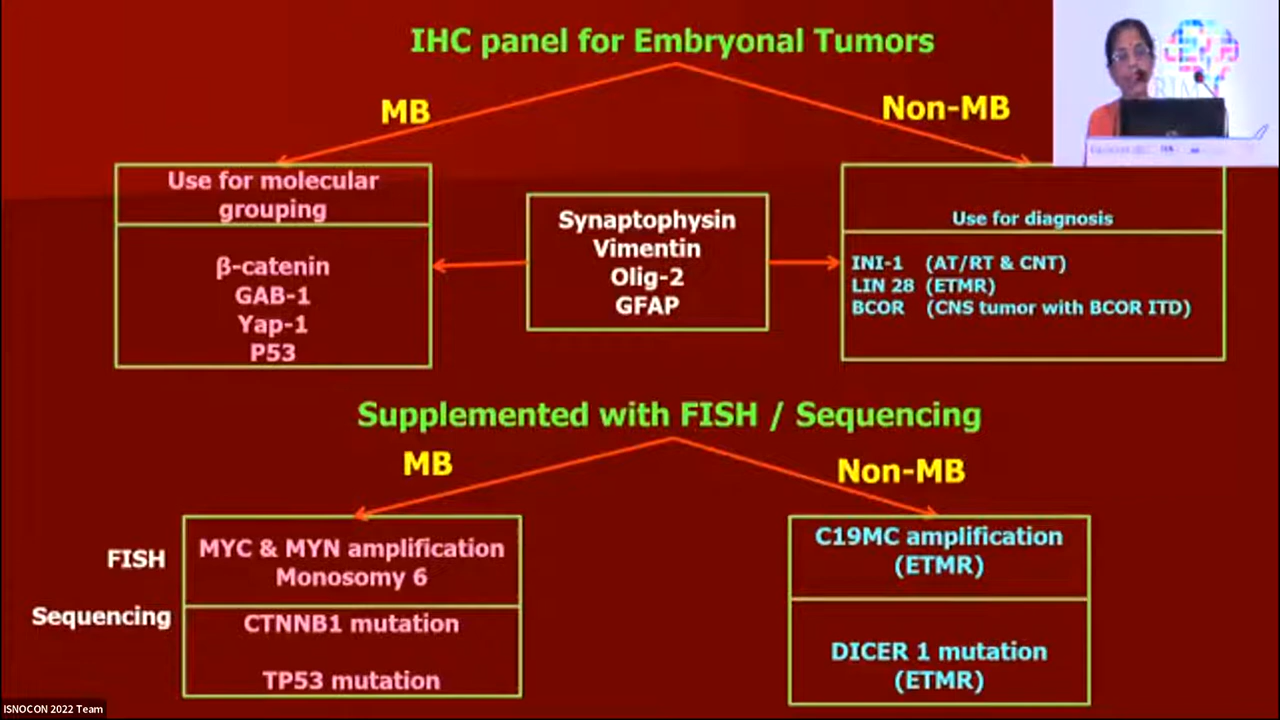 IHC panel for Embryonal Tumors
MB
Non-MB
Use for molecular
grouping
β-catenin
GAB-1
Yap-1
P53
Synaptophysin
Vimentin
Olig-2
GFAP
Use for diagnosis
INI-1 (AT/RT & CNT)
LIN 28 (ETMR)
BCOR (CNS tumor with BCOR ITD)
Supplemented with FISH / Sequencing
MB
Non-MB
FISH
MYC & MYN amplification
Monosomy 6
Sequencing
CTNNB1 mutation
TP53 mutation
C19MC amplification
(ETMR)
DICER 1 mutation
(ETMR)
ISNOCON 2022 Team